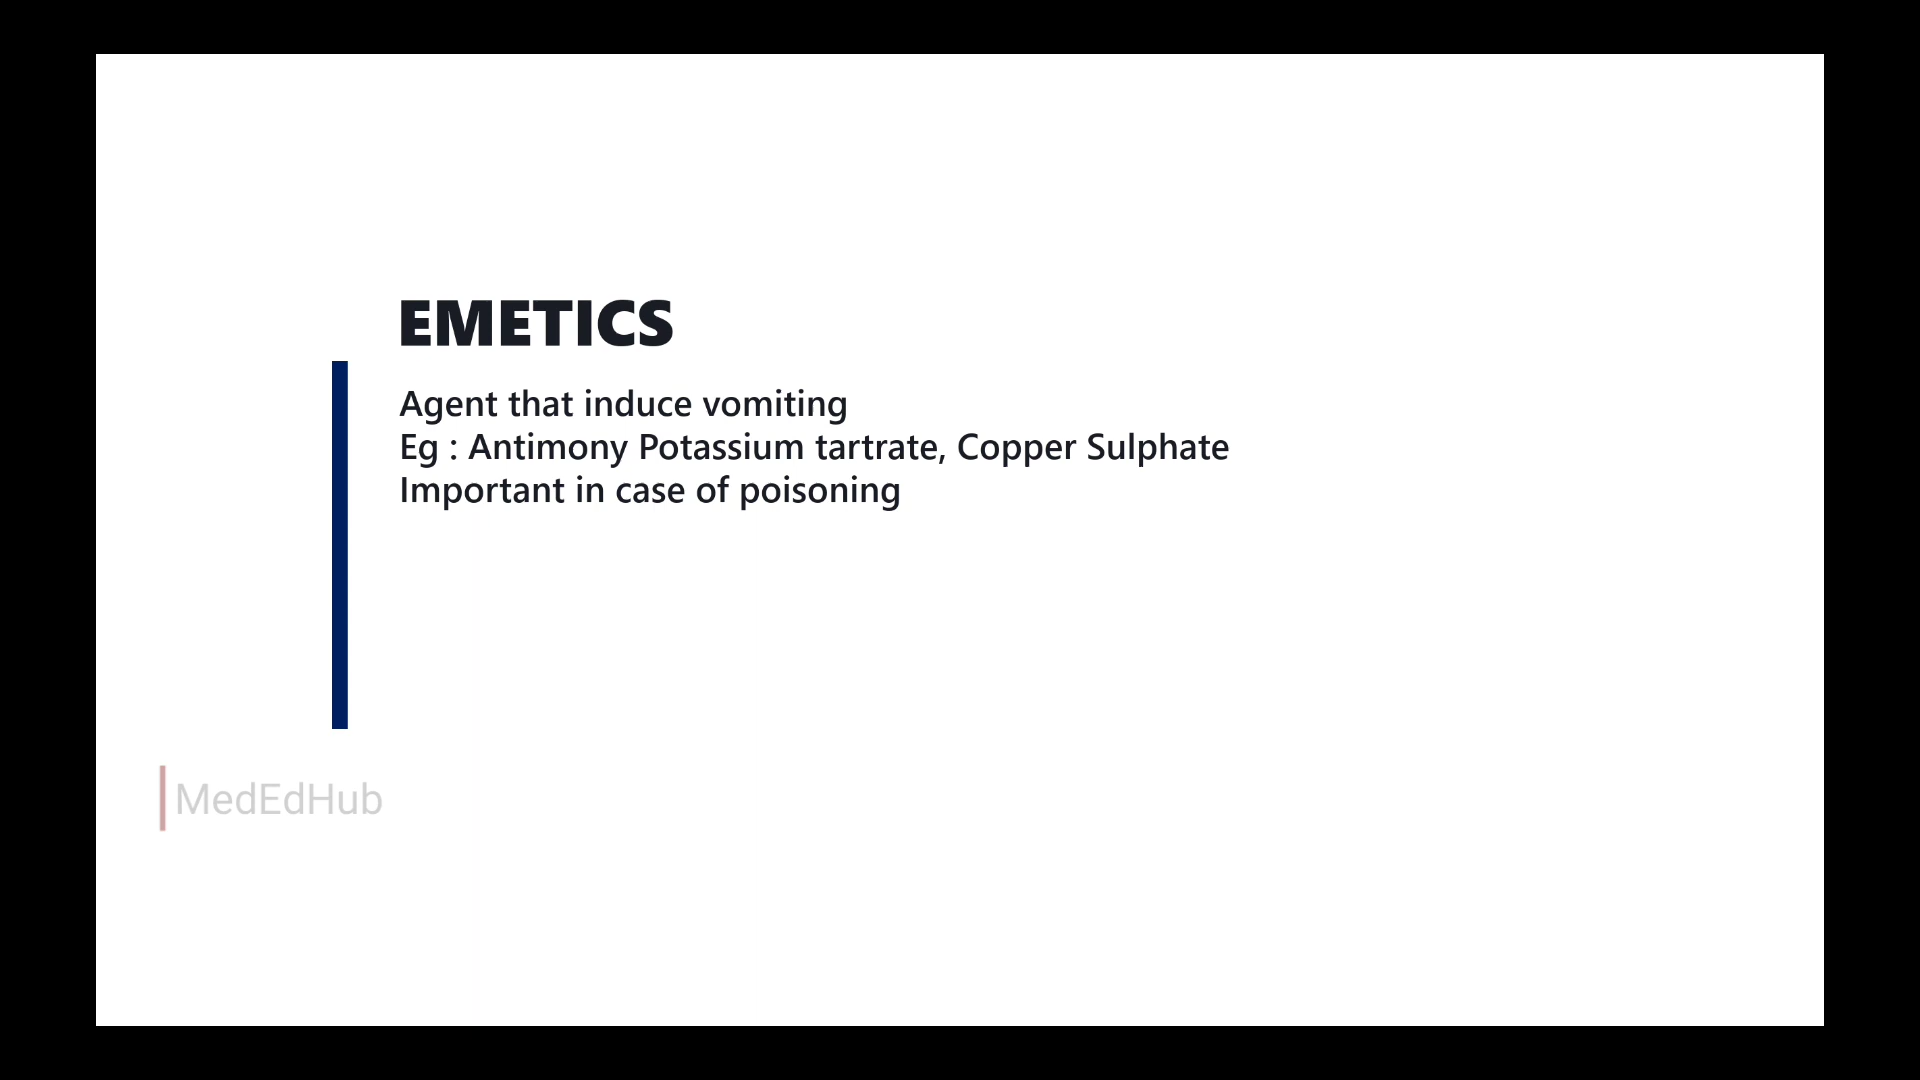 EMETICS
Agent that induce vomiting
Eg : Antimony Potassium tartrate, Copper Sulphate
Important in case of poisoning
MedEdHub